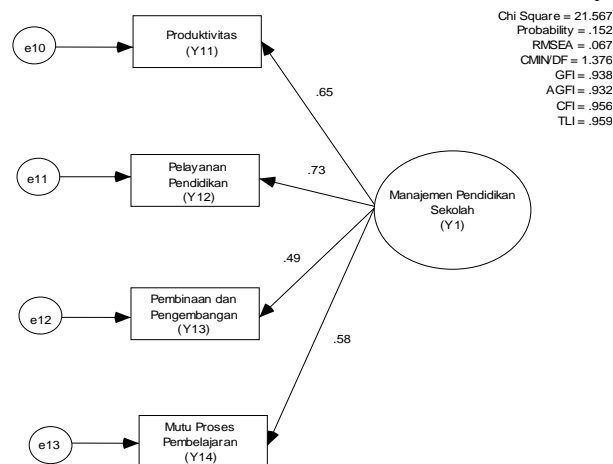 Chi Square = 21.567
Probability = .152
RMSEA = .067
CMIN/DF = 1.376
GFI = .938
AGFI = .932
CFI = .956
TLI = .959
e10
Produktivitas
(Y11)
.65
e11
Pelayanan
Pendidikan
(Y12)
.73
Manajemen Pendidikan
Sekolah
(Y1)
.49
e12
Pembinaan dan
Pengembangan
(Y13)
.58
e13
Mutu Proses
Pembelajaran
(Y14)